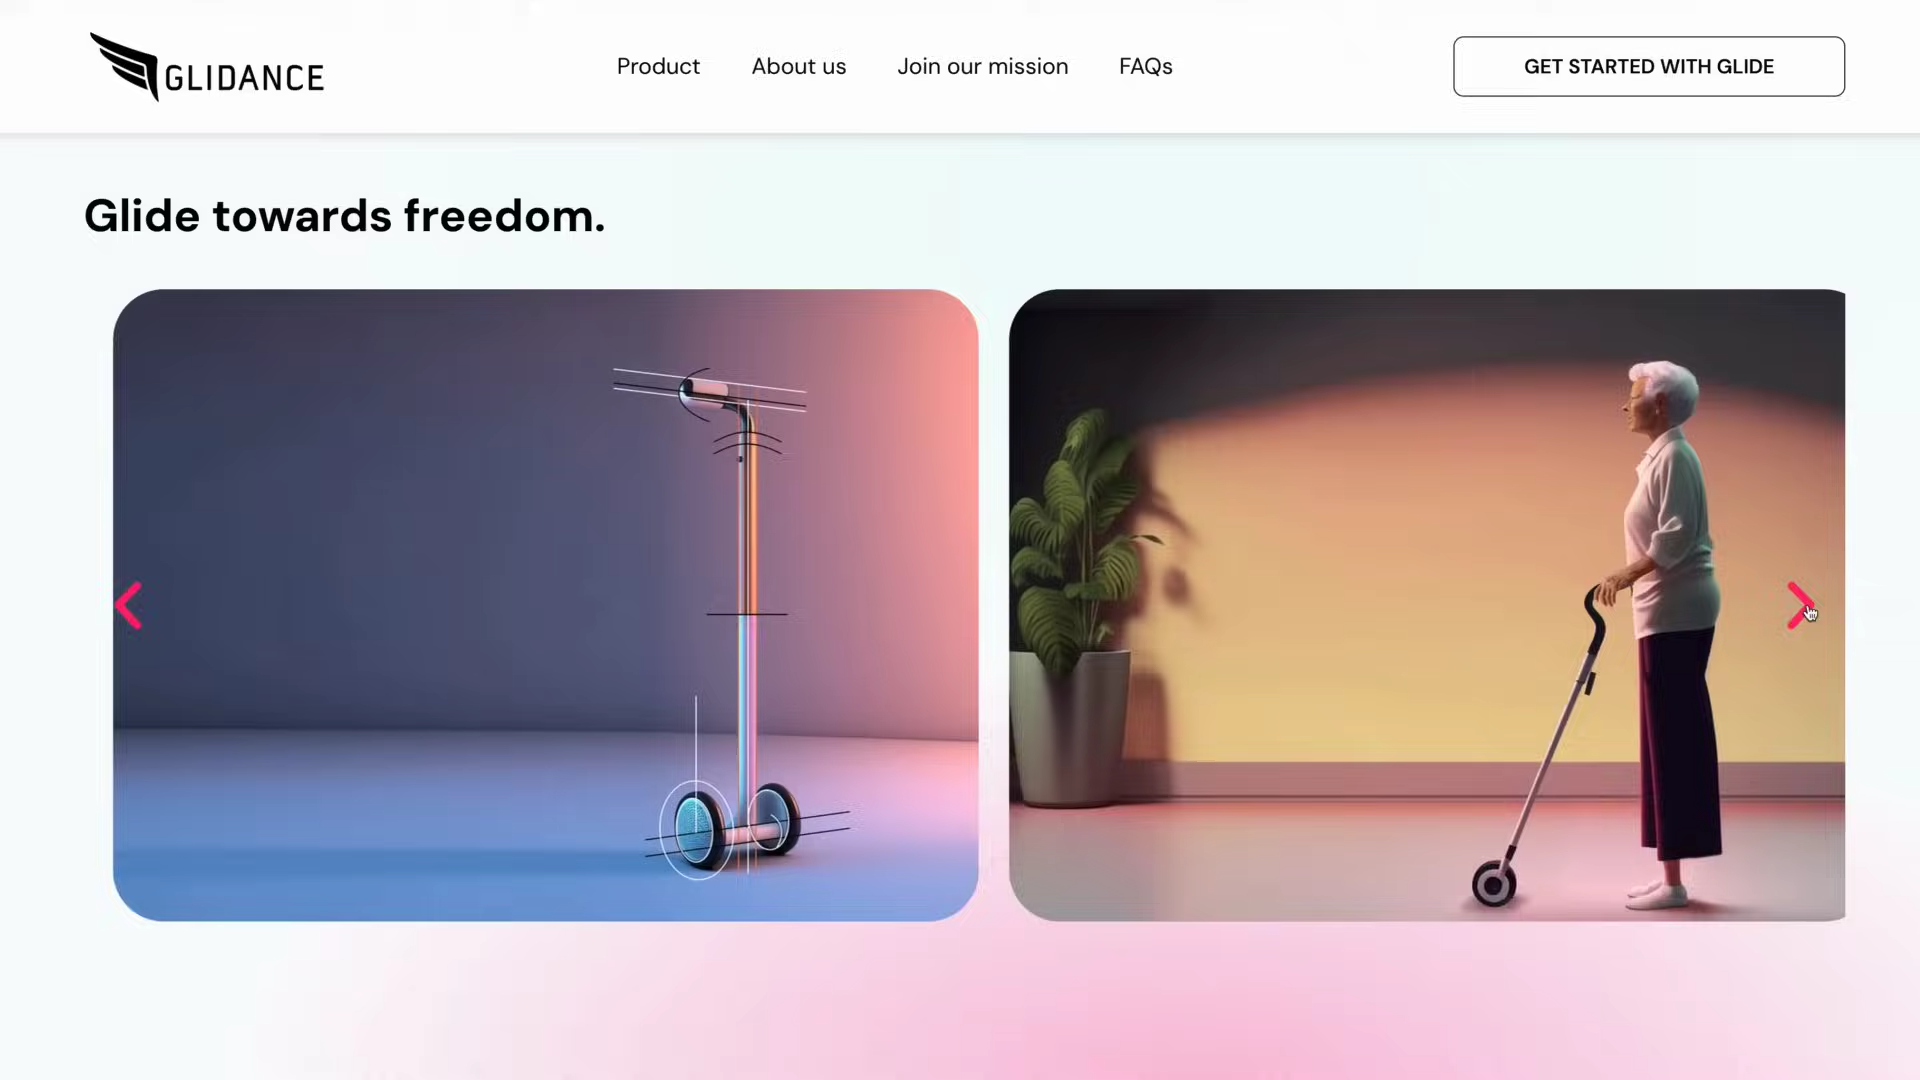 GLIDANCE
Product
About us
Join our mission
FAQs
GET STARTED WITH GLIDE
Glide towards freedom.